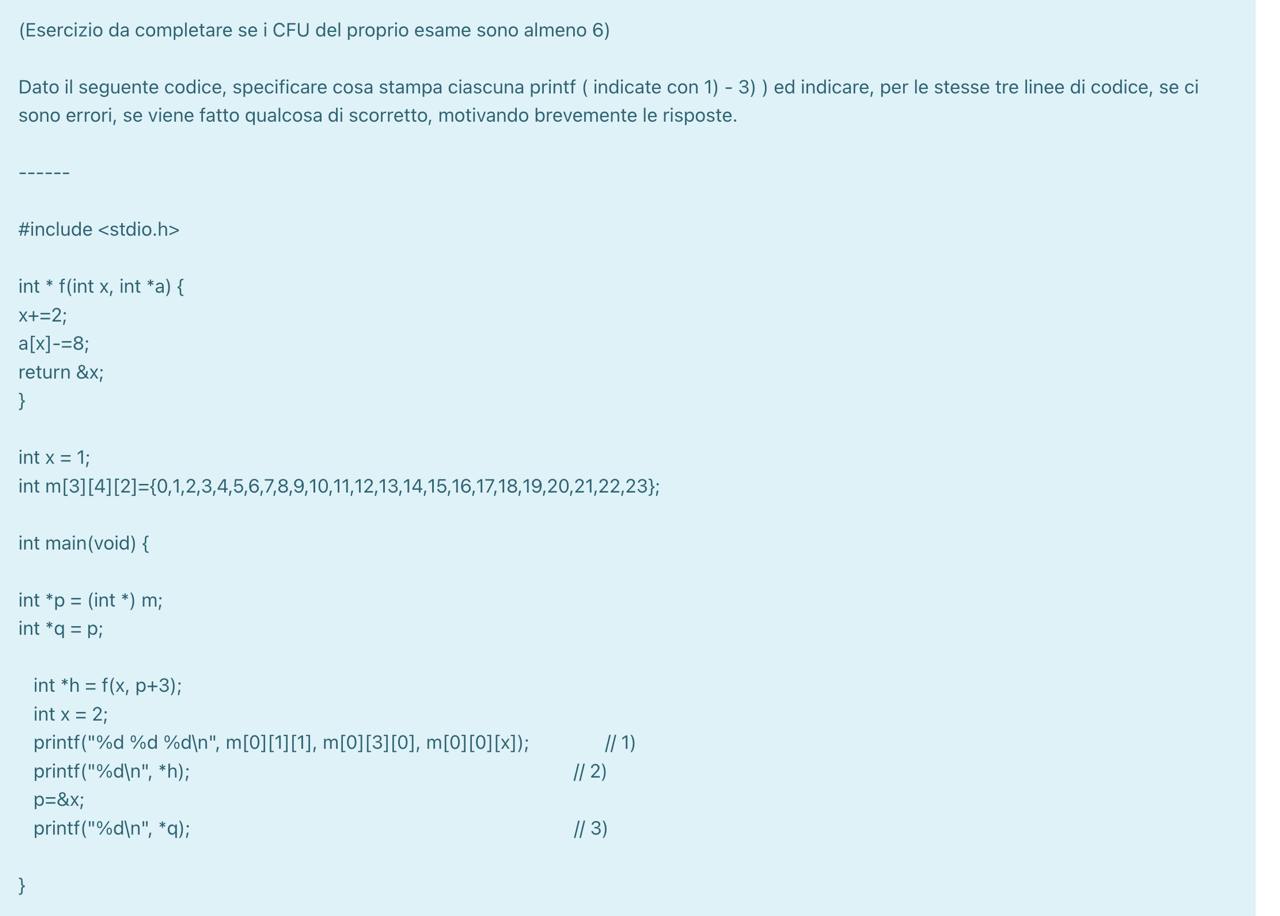 (Esercizio da completare se i CFU del proprio esame sono almeno 6)
Dato il seguente codice, specificare cosa stampa ciascuna printf ( indicate con 1) - 3) ) ed indicare, per le stesse tre linee di codice, se ci
sono errori, se viene fatto qualcosa di scorretto, motivando brevemente le risposte.
------
#include <stdio.h>
int * f(int x, int *a) {
x+=2;
a[x]-=8;
return &x;
}
int x = 1;
int m[3][4][2]={0,1,2,3,4,5,6,7,8,9,10,11,12,13,14,15,16,17,18,19,20,21,22,23};
int main(void) {
int *p = (int *) m;
int *q = p;
int *h = f(x, p+3);
int x = 2;
printf("%d %d %d\n", m[0][1][1], m[0][3][0], m[0][0][x]); // 1)
printf("%d\n", *h); // 2)
p=&x;
printf("%d\n", *q); // 3)
}